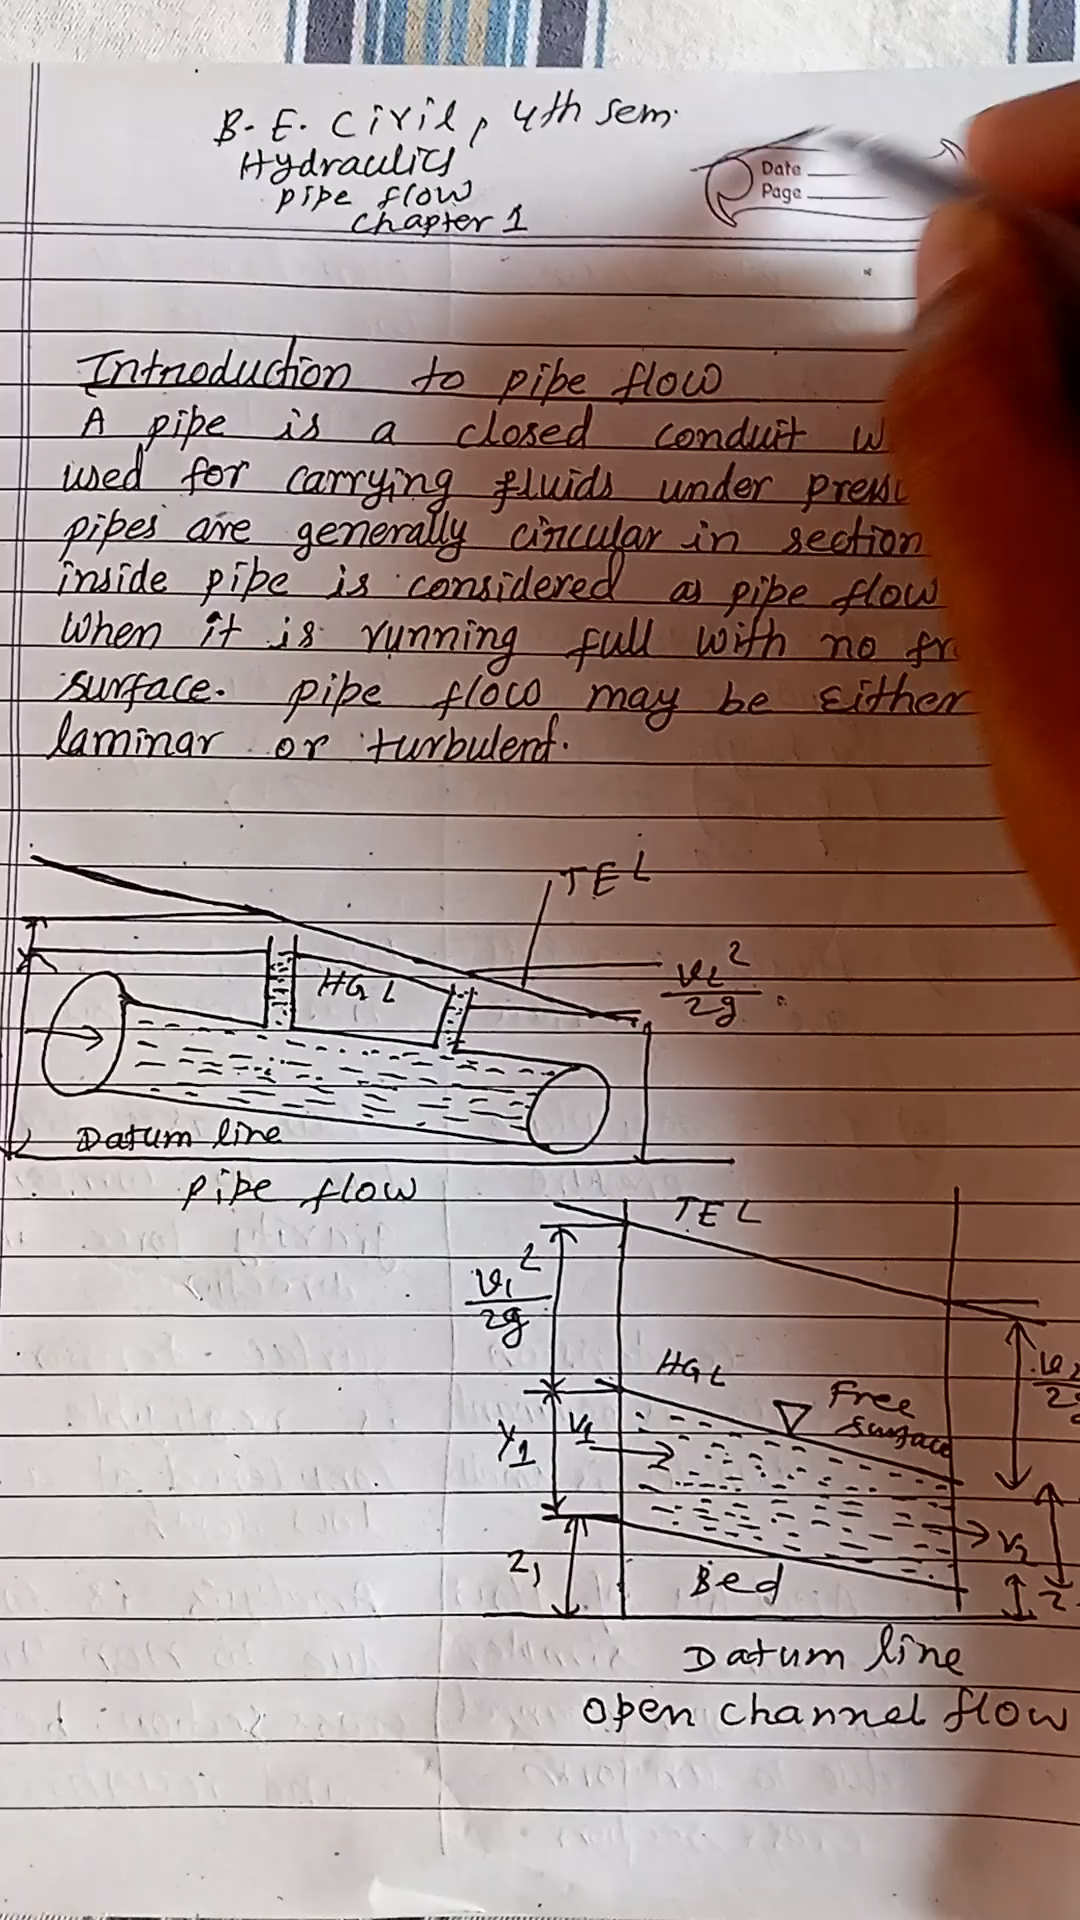 B. E. Civil, 4th sem.
Hydraulics
pipe flow
chapter 1
Date
Page
Introduction to pipe flow
A pipe is a closed conduit
used for carrying fluids under
pipes are generally circular in section
inside pipe is considered as pipe flow
When it is running full with no
surface. pipe flow may be Either
laminar or turbulent.
TEL
HGL
V₂²/2g
Datum line
pipe flow
TEL
V₁²/2g
HGL
Free
surface
Y1
V1
V2
Z1
Bed
Datum line
open channel flow